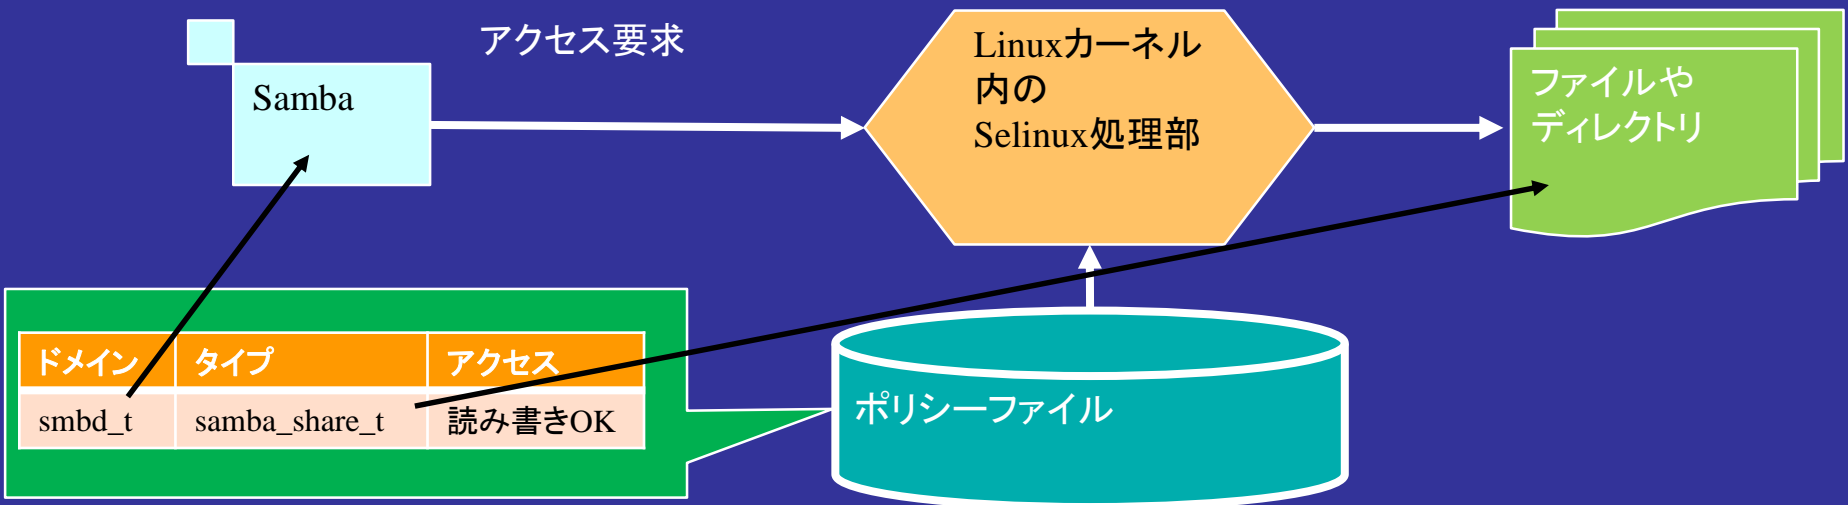 アクセス要求
Samba
Linuxカーネル
内の
Selinux処理部
ファイルや
ディレクトリ
ドメイン タイプ アクセス
smbd_t samba_share_t 読み書きOK
ポリシーファイル